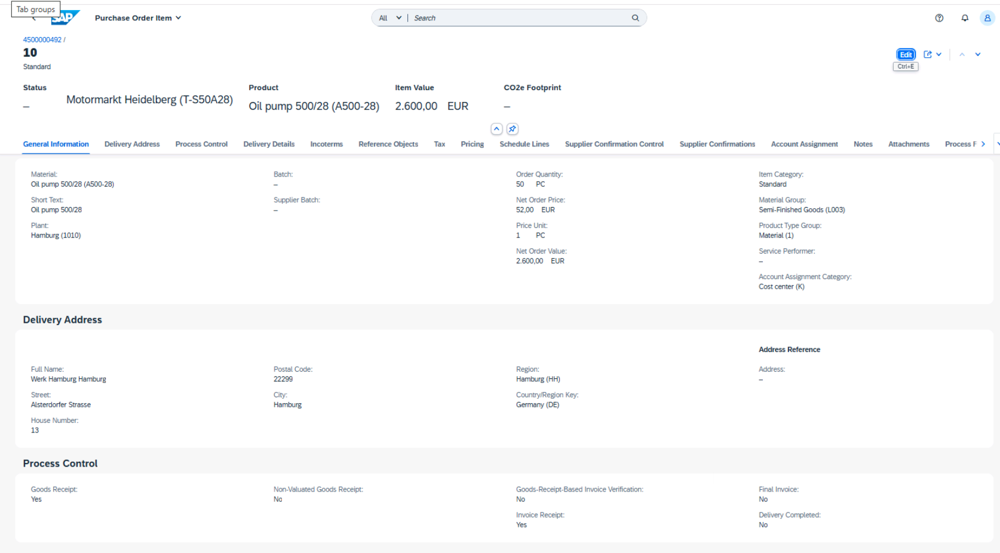 Tab groups
SAP
Purchase Order Item
All | Search
4500000492 /
10
Standard
Edit
Ctrl+E
Status
–
Motormarkt Heidelberg (T-S50A28)
Product
Oil pump 500/28 (A500-28)
Item Value
2.600,00 EUR
CO2e Footprint
–
General Information Delivery Address Process Control Delivery Details Incoterms Reference Objects Tax Pricing Schedule Lines Supplier Confirmation Control Supplier Confirmations Account Assignment Notes Attachments Process F
Material:
Oil pump 500/28 (A500-28)
Short Text:
Oil pump 500/28
Plant:
Hamburg (1010)
Batch:
–
Supplier Batch:
–
Order Quantity:
50 PC
Net Order Price:
52,00 EUR
Price Unit:
1 PC
Net Order Value:
2.600,00 EUR
Item Category:
Standard
Material Group:
Semi-Finished Goods (L003)
Product Type Group:
Material (1)
Service Performer:
–
Account Assignment Category:
Cost center (K)
Delivery Address
Full Name:
Werk Hamburg Hamburg
Street:
Alsterdorfer Strasse
House Number:
13
Postal Code:
22299
City:
Hamburg
Region:
Hamburg (HH)
Country/Region Key:
Germany (DE)
Address Reference
Address:
–
Process Control
Goods Receipt:
Yes
Non-Valuated Goods Receipt:
No
Goods-Receipt-Based Invoice Verification:
No
Invoice Receipt:
Yes
Final Invoice:
No
Delivery Completed:
No